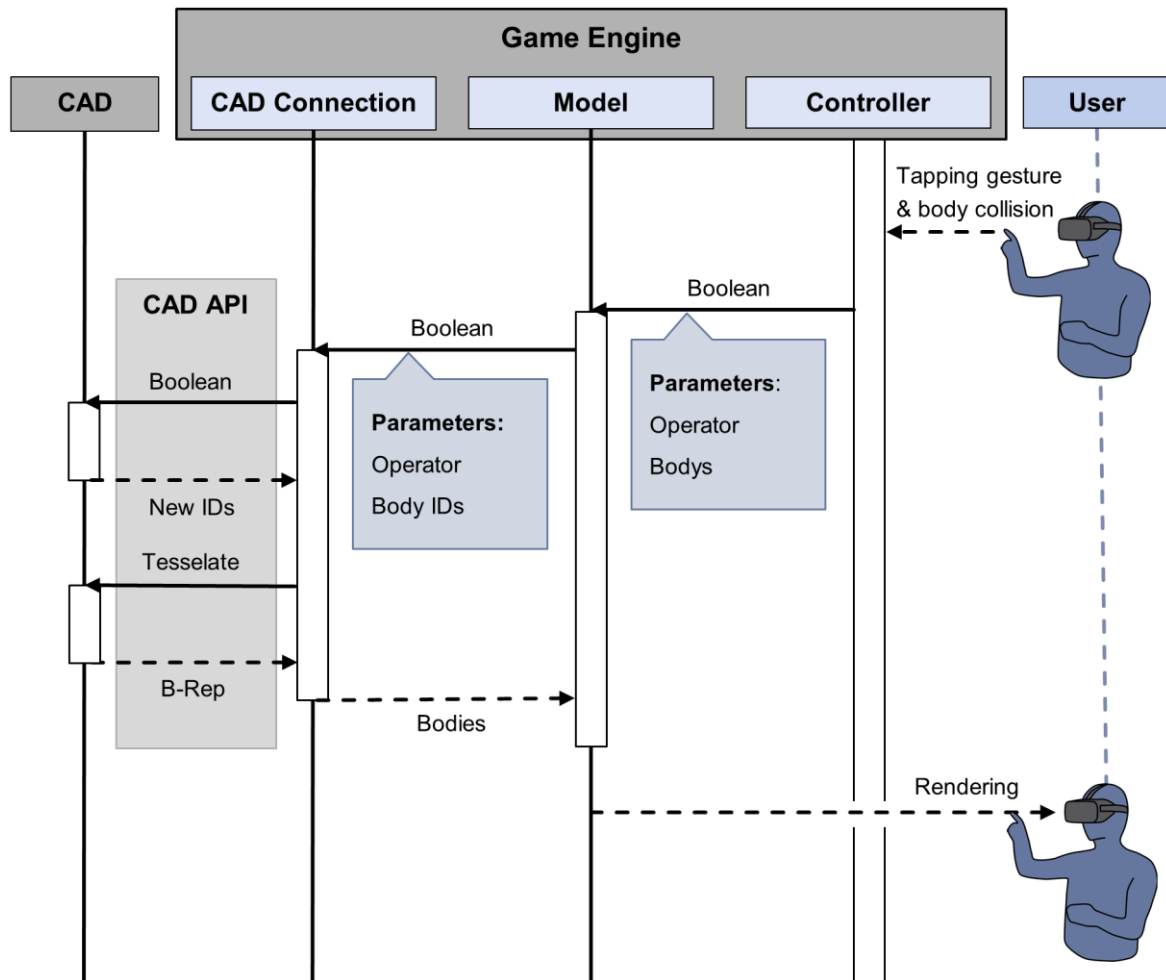 Game Engine
CAD
CAD Connection
Model
Controller
User
Tapping gesture
& body collision
CAD API
Boolean
Boolean
Boolean
Parameters:
Operator
Bodys
Parameters:
Operator
Body IDs
New IDs
Tesselate
B-Rep
Bodies
Rendering